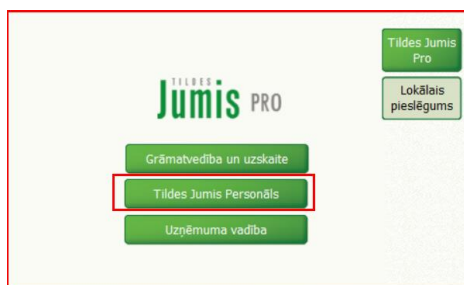 Tildes Jumis
Pro
Lokālais
pieslēgums
TILDES
Jumis PRO
Grāmatvedība un uzskaite
Tildes Jumis Personāls
Uzņēmuma vadība